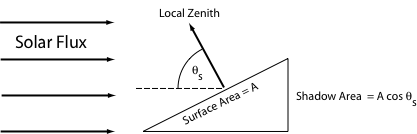 Local Zenith
Solar Flux
θs
Surface Area = A
Shadow Area = A cos θs